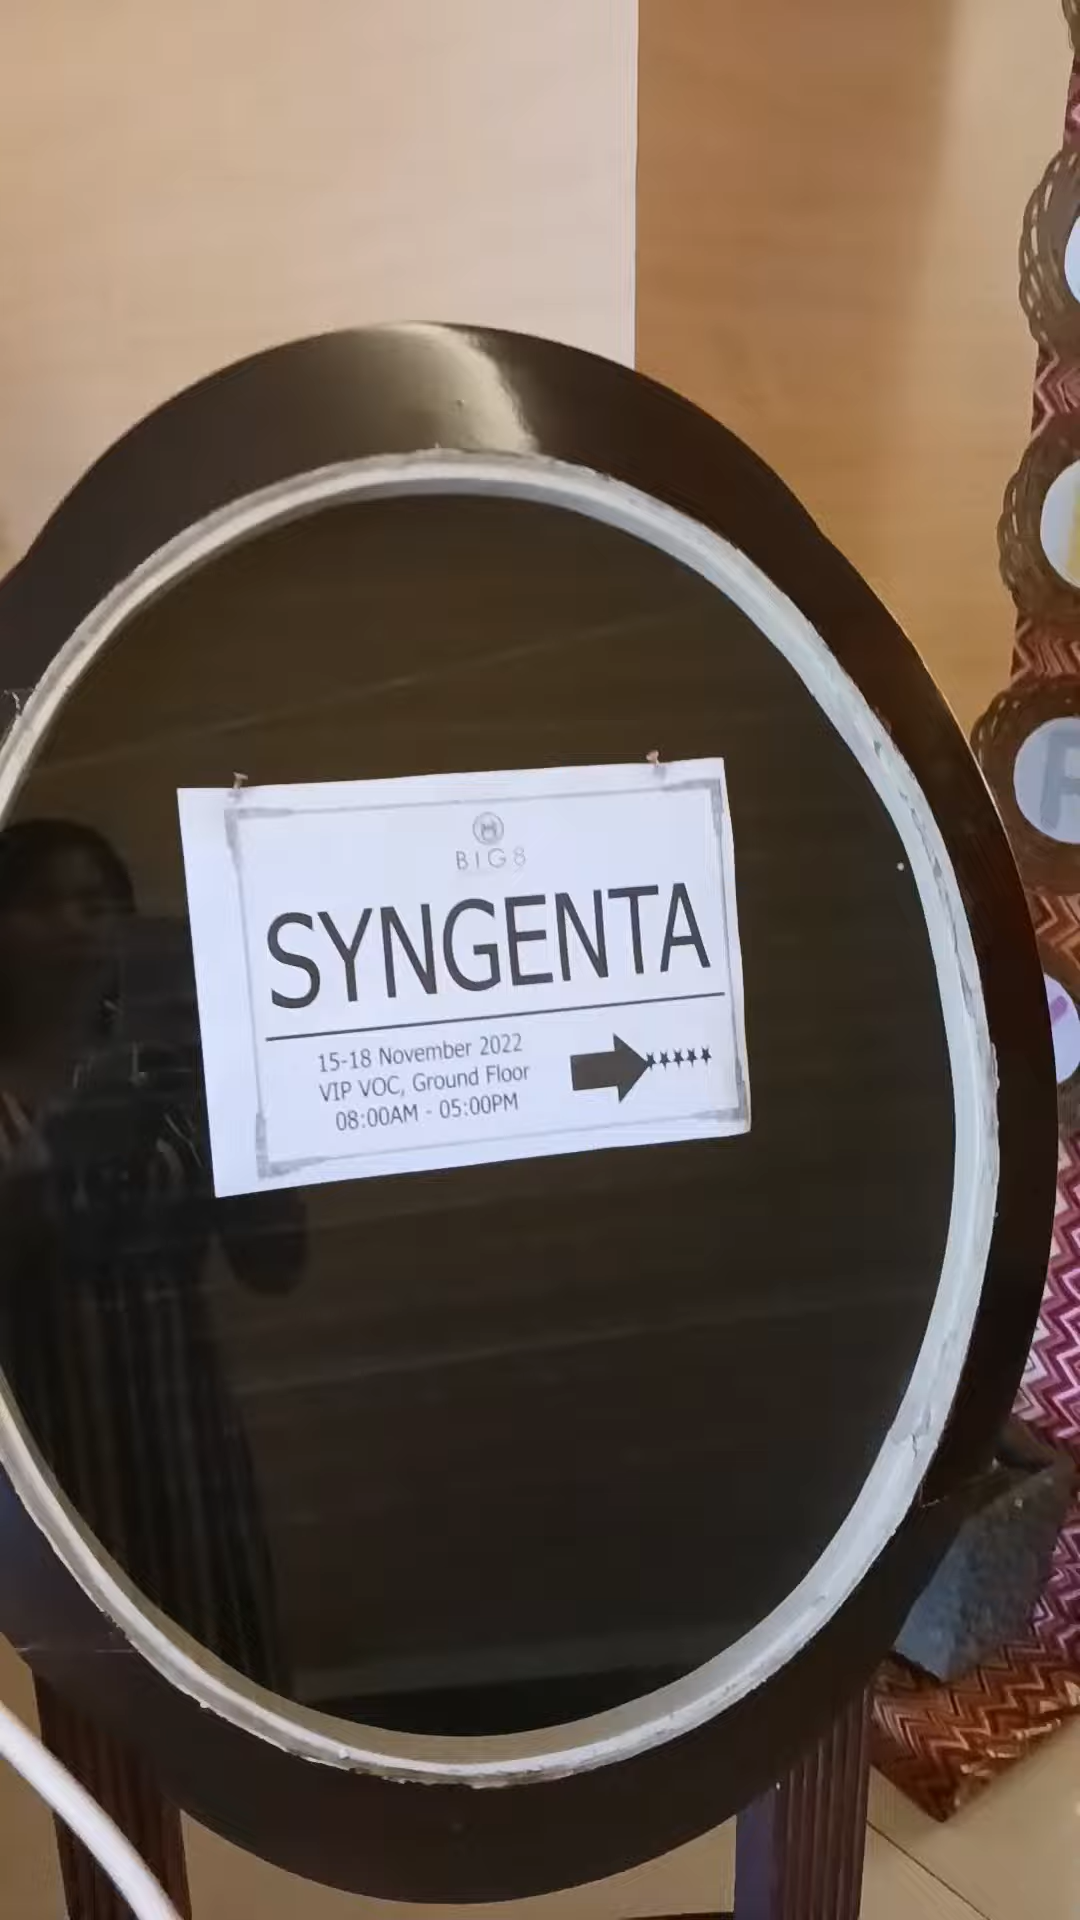 BIG8
SYNGENTA
15-18 November 2022
VIP VOC, Ground Floor
08:00AM - 05:00PM